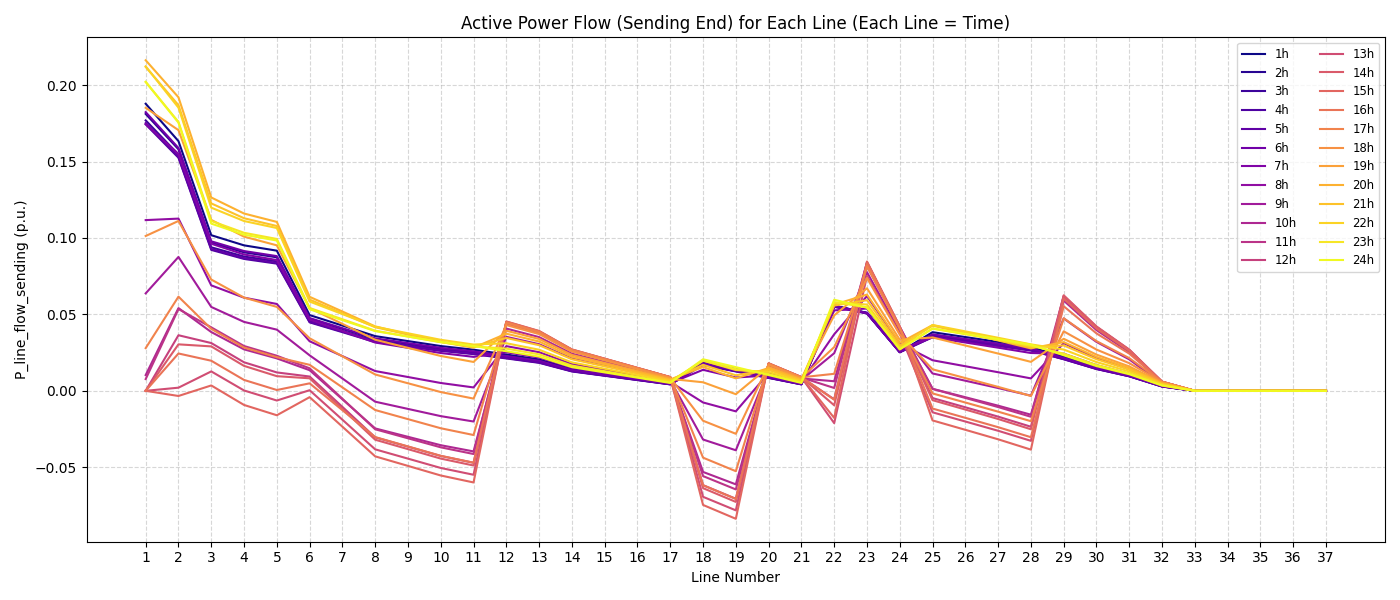 Active Power Flow (Sending End) for Each Line (Each Line = Time)
P_line_flow_sending (p.u.)
0.20
0.15
0.10
0.05
0.00
−0.05
1h
2h
3h
4h
5h
6h
7h
8h
9h
10h
11h
12h
13h
14h
15h
16h
17h
18h
19h
20h
21h
22h
23h
24h
1 2 3 4 5 6 7 8 9 10 11 12 13 14 15 16 17 18 19 20 21 22 23 24 25 26 27 28 29 30 31 32 33 34 35 36 37
Line Number